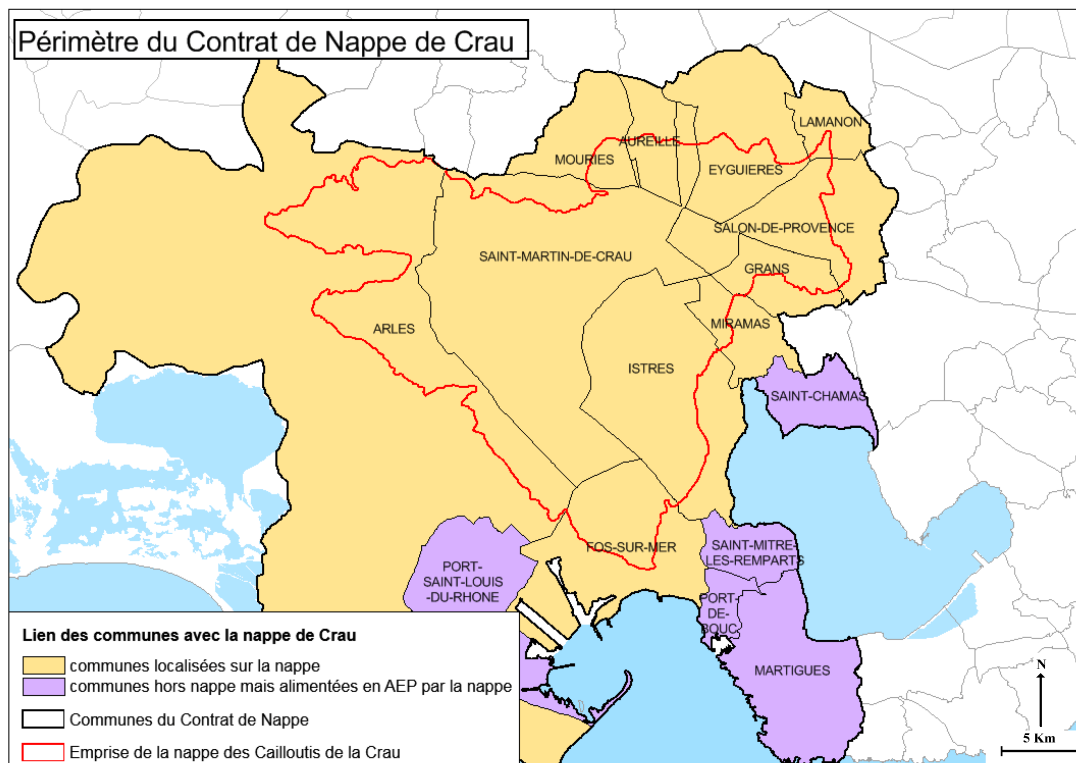 Périmètre du Contrat de Nappe de Crau
LAMANON
AUREILLE
MOURIES
EYGUIERES
SALON-DE-PROVENCE
SAINT-MARTIN-DE-CRAU
GRANS
ARLES
MIRAMAS
ISTRES
SAINT-CHAMAS
FOS-SUR-MER
SAINT-MITRE-
LES-REMPARTS
PORT-
SAINT-LOUIS
-DU-RHONE
PORT-
DE-
BOUC
MARTIGUES
Lien des communes avec la nappe de Crau
communes localisées sur la nappe
communes hors nappe mais alimentées en AEP par la nappe
Communes du Contrat de Nappe
Emprise de la nappe des Cailloutis de la Crau
N
5 Km